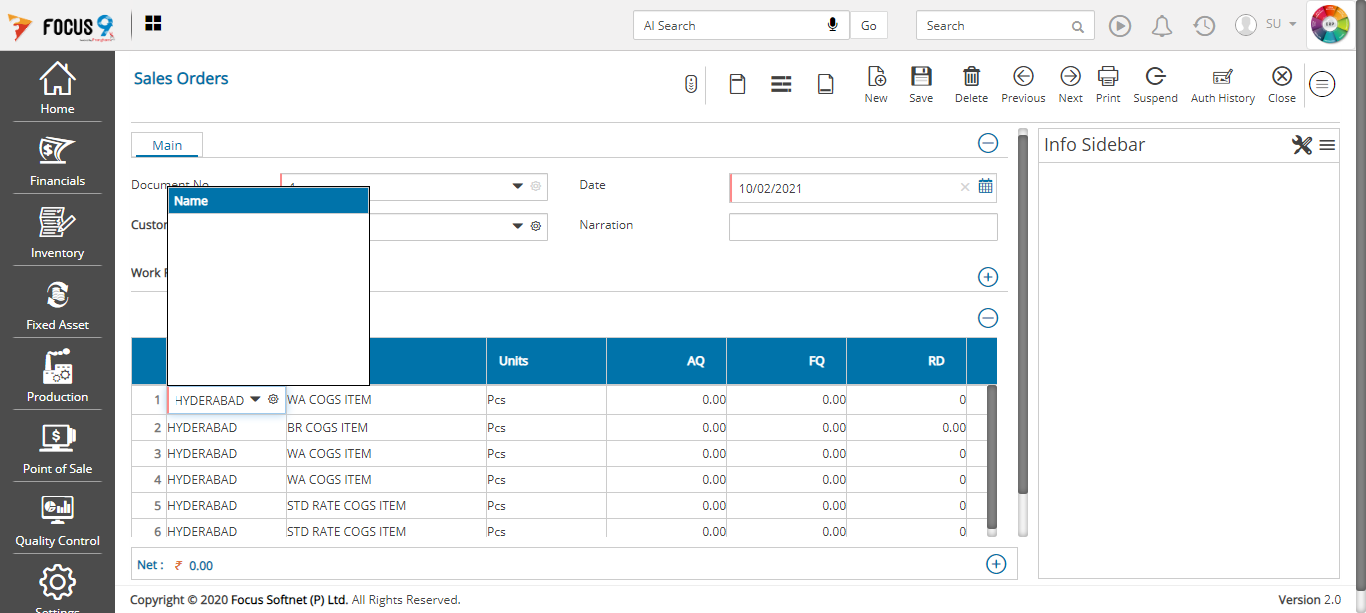 FOCUS 9
AI Search
Go
Search
SU
ERP
Home
Financials
Inventory
Fixed Asset
Production
Point of Sale
Quality Control
Settings
Sales Orders
New
Save
Delete
Previous
Next
Print
Suspend
Auth History
Close
Main
Info Sidebar
Document No
Date
10/02/2021
Name
Custo
Narration
Work
Units AQ FQ RD
1 HYDERABAD WA COGS ITEM Pcs 0.00 0.00 0
2 HYDERABAD BR COGS ITEM Pcs 0.00 0.00 0.00
3 HYDERABAD WA COGS ITEM Pcs 0.00 0.00 0
4 HYDERABAD WA COGS ITEM Pcs 0.00 0.00 0
5 HYDERABAD STD RATE COGS ITEM Pcs 0.00 0.00 0
6 HYDERABAD STD RATE COGS ITEM Pcs 0.00 0.00 0
Net : ₹ 0.00
Copyright © 2020 Focus Softnet (P) Ltd. All Rights Reserved.
Version 2.0